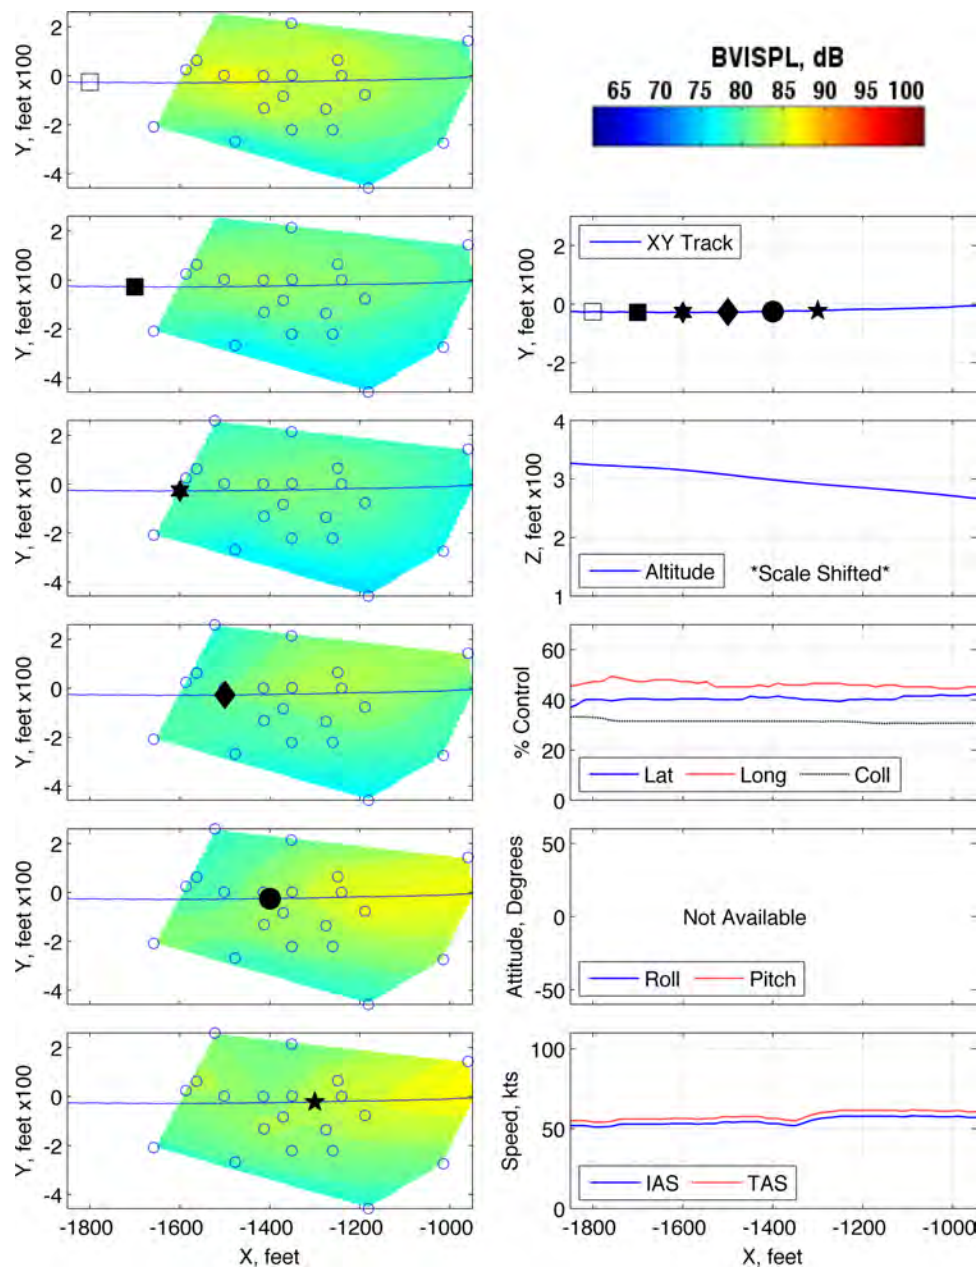 Y, feet x100
2
0
-2
-4
BVISPL, dB
65 70 73 75 78 80 83 85 90 95 100
Y, feet x100
2
0
-2
-4
Y, feet x100
2
0
-2
XY Track
Y, feet x100
2
0
-2
-4
Z, feet x100
4
3
2
1
Altitude
*Scale Shifted*
Y, feet x100
2
0
-2
-4
% Control
60
40
20
0
Lat Long Coll
Y, feet x100
2
0
-2
-4
Attitude, Degrees
50
0
-50
Not Available
Roll Pitch
Y, feet x100
2
0
-2
-4
-1800 -1600 -1400 -1200 -1000
X, feet
Speed, kts
100
50
0
IAS TAS
-1800 -1600 -1400 -1200 -1000
X, feet